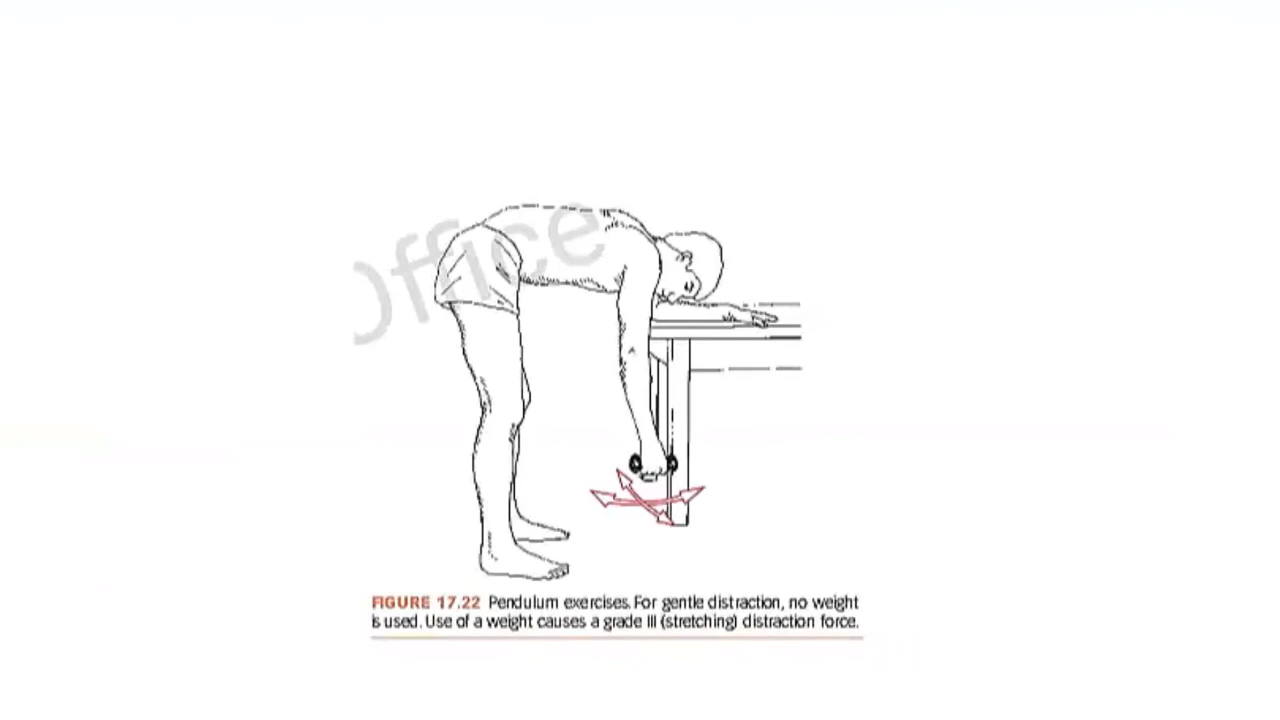 Office
FIGURE 17.22 Pendulum exercises. For gentle distraction, no weight
is used. Use of a weight causes a grade III (stretching) distraction force.